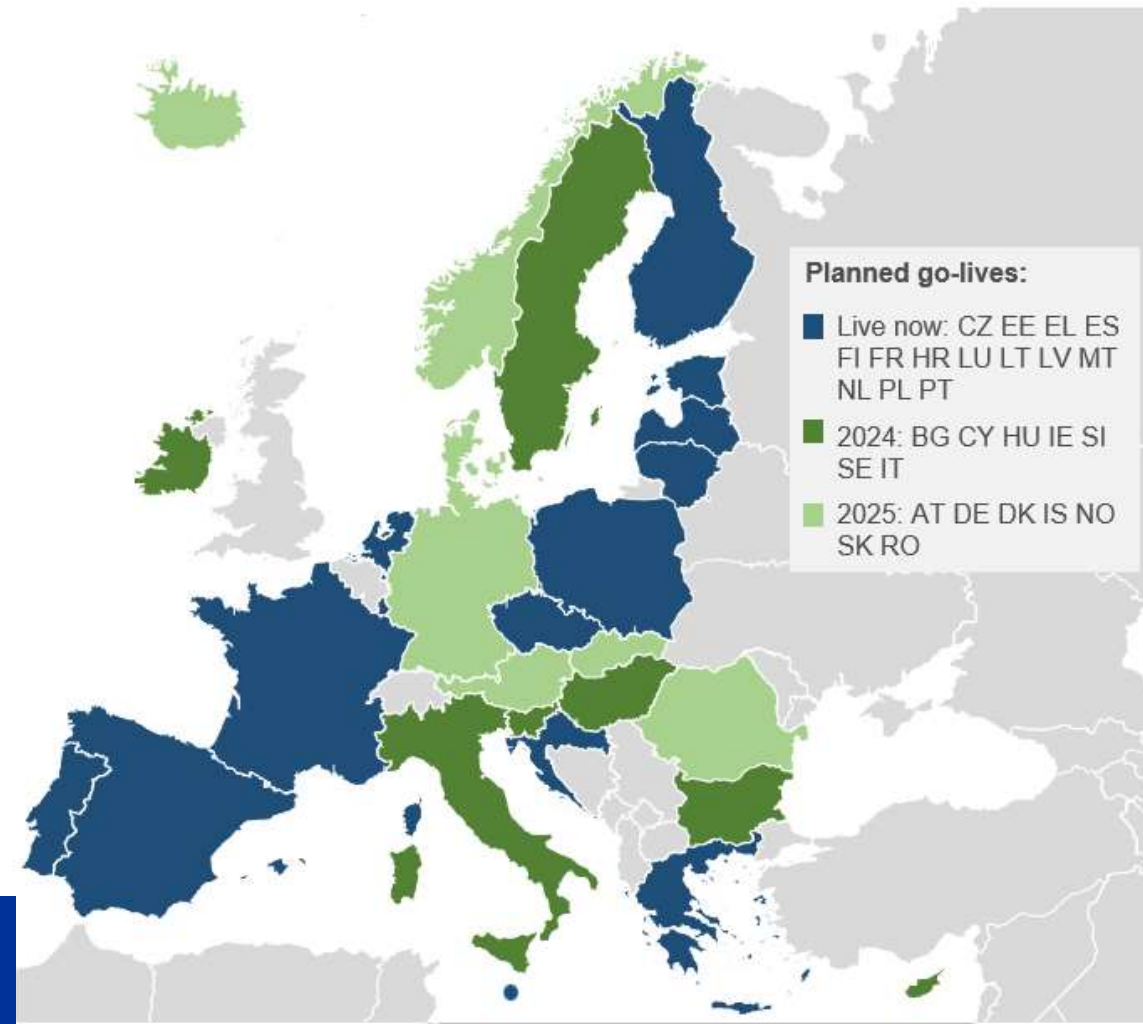 Planned go-lives:
Live now: CZ EE EL ES
FI FR HR LU LT LV MT
NL PL PT
2024: BG CY HU IE SI
SE IT
2025: AT DE DK IS NO
SK RO